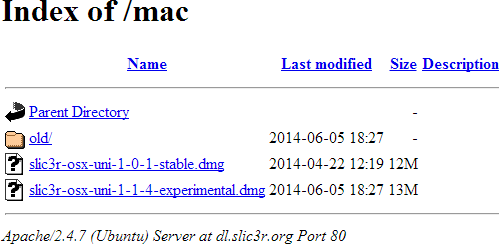 Index of /mac
Name Last modified Size Description
Parent Directory -
old/ 2014-06-05 18:27 -
slic3r-osx-uni-1-0-1-stable.dmg 2014-04-22 12:19 12M
slic3r-osx-uni-1-1-4-experimental.dmg 2014-06-05 18:27 13M
Apache/2.4.7 (Ubuntu) Server at dl.slic3r.org Port 80